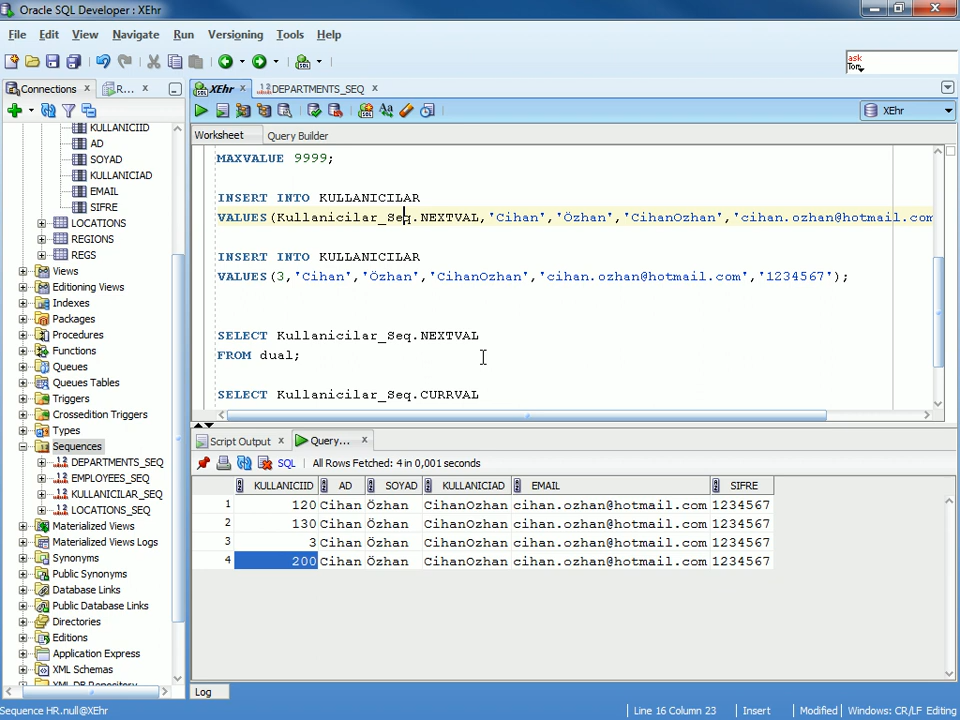 Oracle SQL Developer : XEhr
File Edit View Navigate Run Versioning Tools Help
ask Tom
Connections R...
XEhr DEPARTMENTS_SEQ
XEhr
Worksheet Query Builder
KULLANICIID
AD
SOYAD
KULLANICIAD
EMAIL
SIFRE
LOCATIONS
REGIONS
REGS
Views
Editioning Views
Indexes
Packages
Procedures
Functions
Queues
Queues Tables
Triggers
Crossedition Triggers
Types
Sequences
DEPARTMENTS_SEQ
EMPLOYEES_SEQ
KULLANICILAR_SEQ
LOCATIONS_SEQ
Materialized Views
Materialized Views Logs
Synonyms
Public Synonyms
Database Links
Public Database Links
Directories
Editions
Application Express
XML Schemas
XML DB Repository
MAXVALUE 9999;
INSERT INTO KULLANICILAR
VALUES(Kullanicilar_Seq.NEXTVAL,'Cihan','Özhan','CihanOzhan','cihan.ozhan@hotmail.com
INSERT INTO KULLANICILAR
VALUES(3,'Cihan','Özhan','CihanOzhan','cihan.ozhan@hotmail.com','1234567');
SELECT Kullanicilar_Seq.NEXTVAL
FROM dual;
SELECT Kullanicilar_Seq.CURRVAL
Script Output Query...
SQL All Rows Fetched: 4 in 0,001 seconds
KULLANICIID AD SOYAD KULLANICIAD EMAIL SIFRE
1 120 Cihan Özhan CihanOzhan cihan.ozhan@hotmail.com 1234567
2 130 Cihan Özhan CihanOzhan cihan.ozhan@hotmail.com 1234567
3 3 Cihan Özhan CihanOzhan cihan.ozhan@hotmail.com 1234567
4 200 Cihan Özhan CihanOzhan cihan.ozhan@hotmail.com 1234567
Log
Sequence HR.null@XEhr Line 16 Column 23 Insert Modified Windows: CR/LF Editing